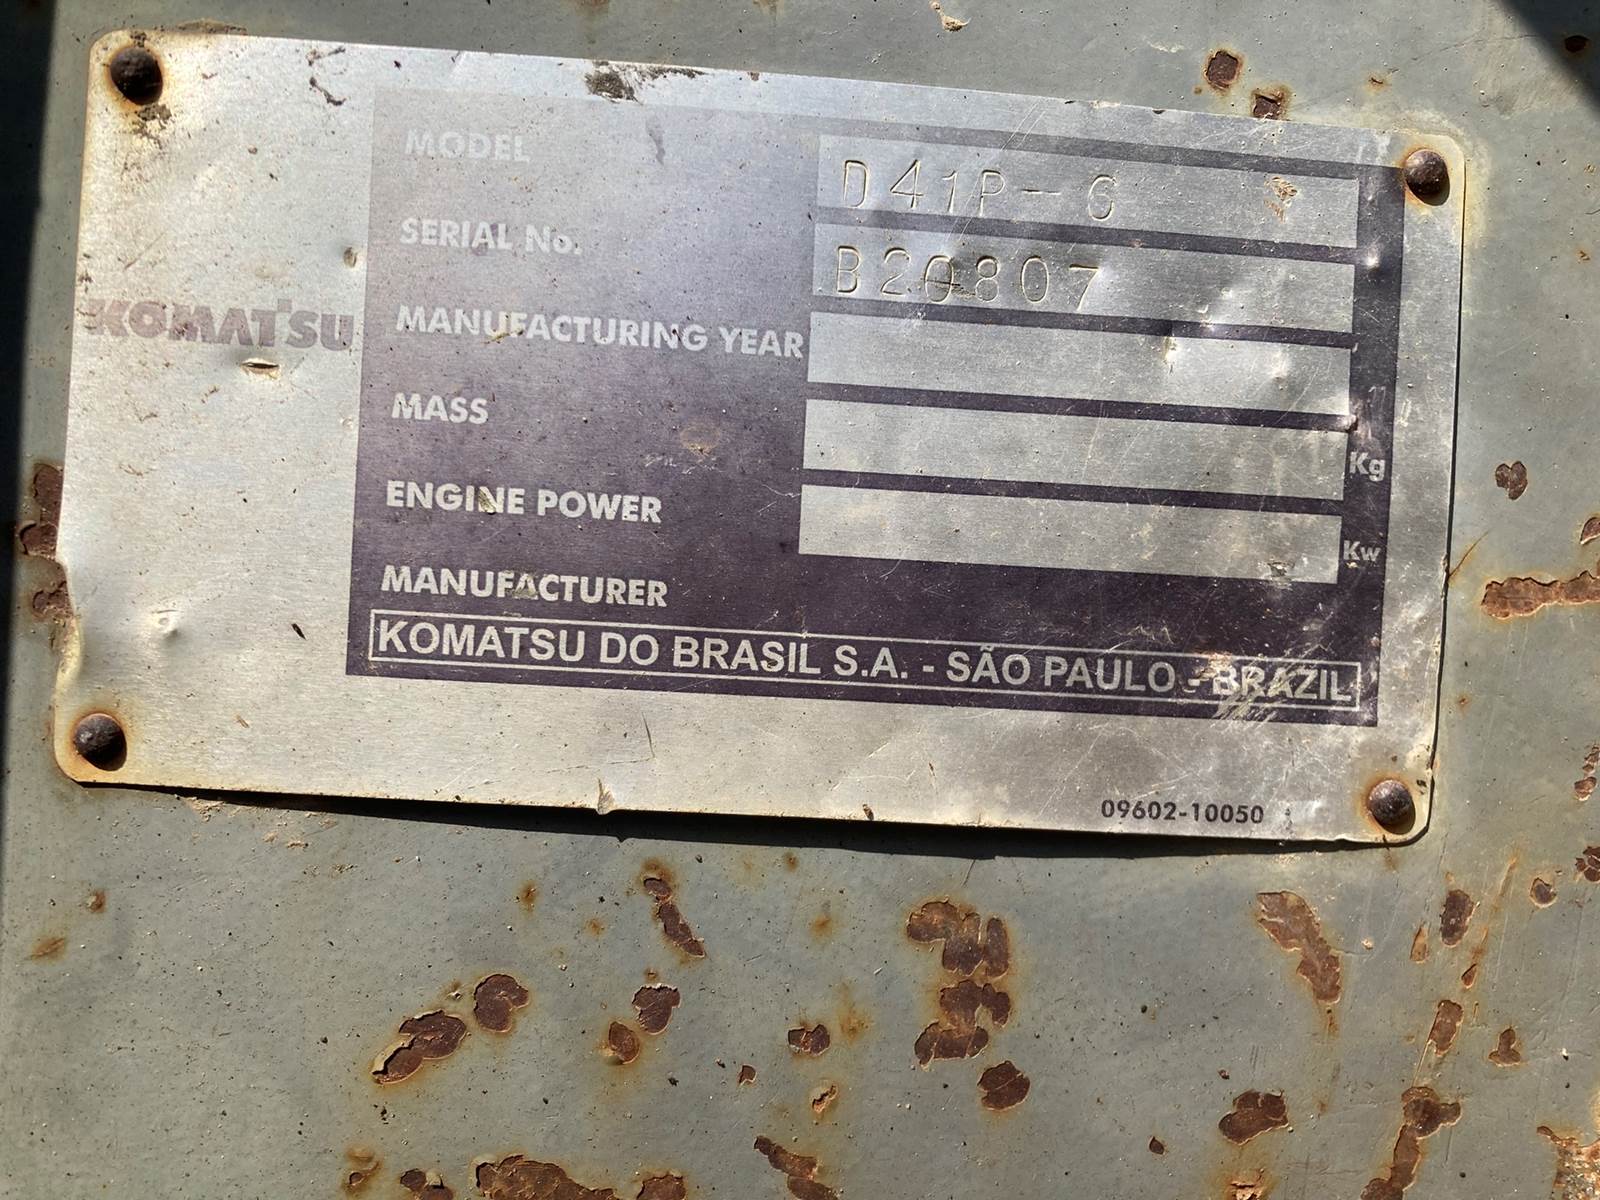 KOMATSU
MODEL D41P-6
SERIAL No. B20807
MANUFACTURING YEAR
MASS Kg
ENGINE POWER Kw
MANUFACTURER
KOMATSU DO BRASIL S.A. - SÃO PAULO - BRAZIL
09602-10050